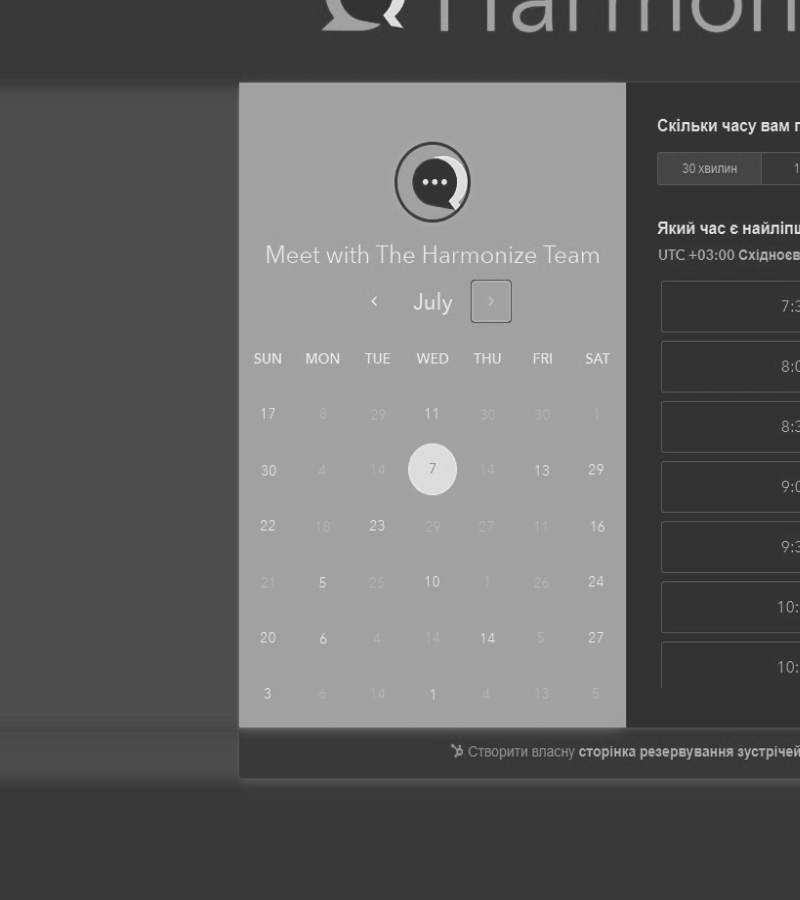 Harmon
Meet with The Harmonize Team
July
SUN MON TUE WED THU FRI SAT
17 8 29 11 30 30 1
30 4 14 7 14 13 29
22 18 23 29 27 11 16
21 5 25 10 1 26 24
20 6 4 14 14 5 27
3 6 14 1 4 13 5
Скільки часу вам п
30 хвилин 1
Який час є найліпш
UTC +03:00 Східноєв
7:3
8:0
8:3
9:0
9:3
10:
10:
Створити власну сторінка резервування зустрічей